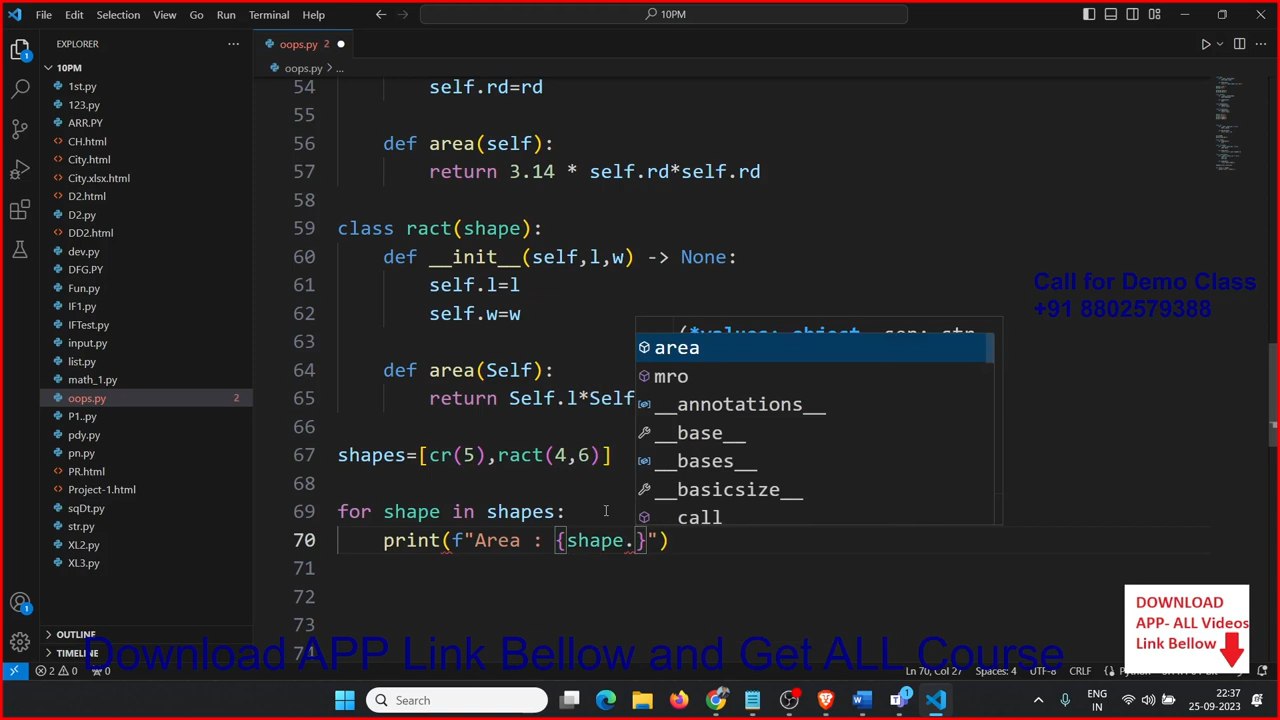 File Edit Selection View Go Run Terminal Help 10PM
EXPLORER
oops.py 2
10PM
oops.py > ...
1st.py
123.py
ARR.PY
CH.html
City.html
City.xlsx.html
D2.html
D2.py
DD2.html
dev.py
DFG.PY
Fun.py
IF1.py
IFTest.py
input.py
list.py
math_1.py
oops.py 2
P1..py
pdy.py
pn.py
PR.html
Project-1.html
sqDt.py
str.py
XL2.py
XL3.py
OUTLINE
TIMELINE
54 self.rd=rd
55
56 def area(self):
57 return 3.14 * self.rd*self.rd
58
59 class ract(shape):
60 def __init__(self,l,w) -> None:
61 self.l=l
62 self.w=w
63
64 def area(Self):
65 return Self.l*Self
66
67 shapes=[cr(5),ract(4,6)]
68
69 for shape in shapes:
70 print(f"Area : {shape.}")
71
72
73
74
(*values: object, sep: str
area
mro
__annotations__
__base__
__bases__
__basicsize__
__call__
Call for Demo Class
+91 8802579388
DOWNLOAD
APP- ALL Videos
Link Bellow
Download APP Link Bellow and Get ALL Course
2 0 0
Ln 70, Col 27 Spaces: 4 UTF-8 CRLF
Search
ENG
IN
22:37
25-09-2023